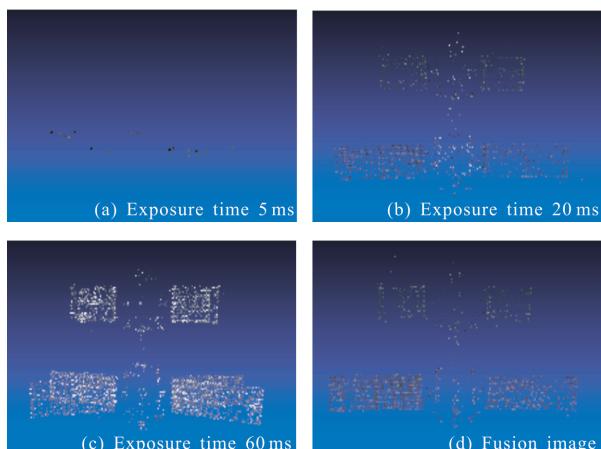 (a) Exposure time 5 ms
(b) Exposure time 20 ms
(c) Exposure time 60 ms
(d) Fusion image